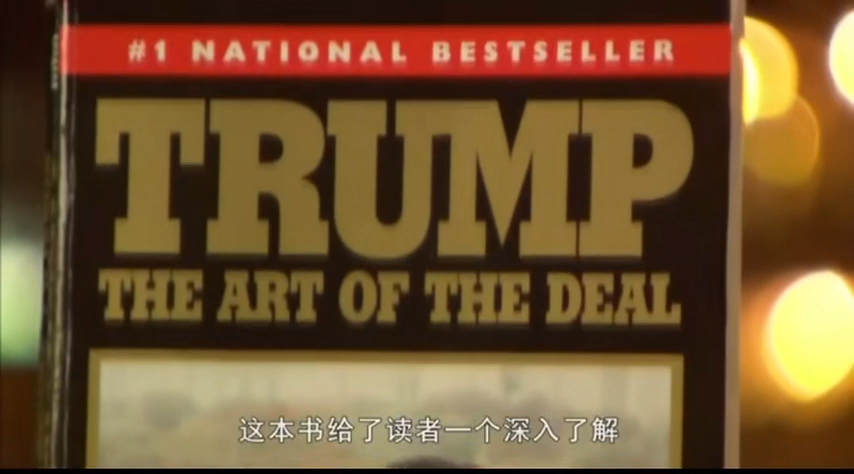 #1 NATIONAL BESTSELLER
TRUMP
THE ART OF THE DEAL
这本书给了读者一个深入了解